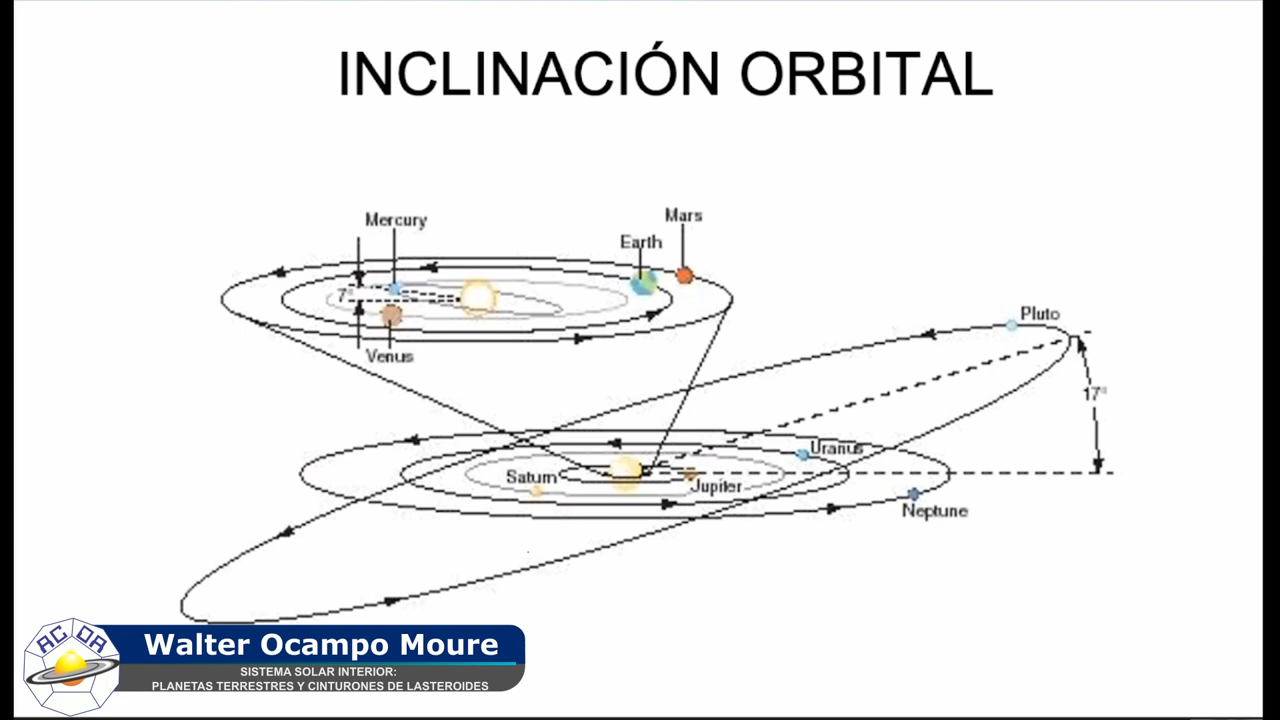 INCLINACIÓN ORBITAL
Mercury
Mars
Earth
7°
Venus
Pluto
17°
Uranus
Saturn
Jupiter
Neptune
AC OA
Walter Ocampo Moure
SISTEMA SOLAR INTERIOR:
PLANETAS TERRESTRES Y CINTURONES DE LASTEROIDES